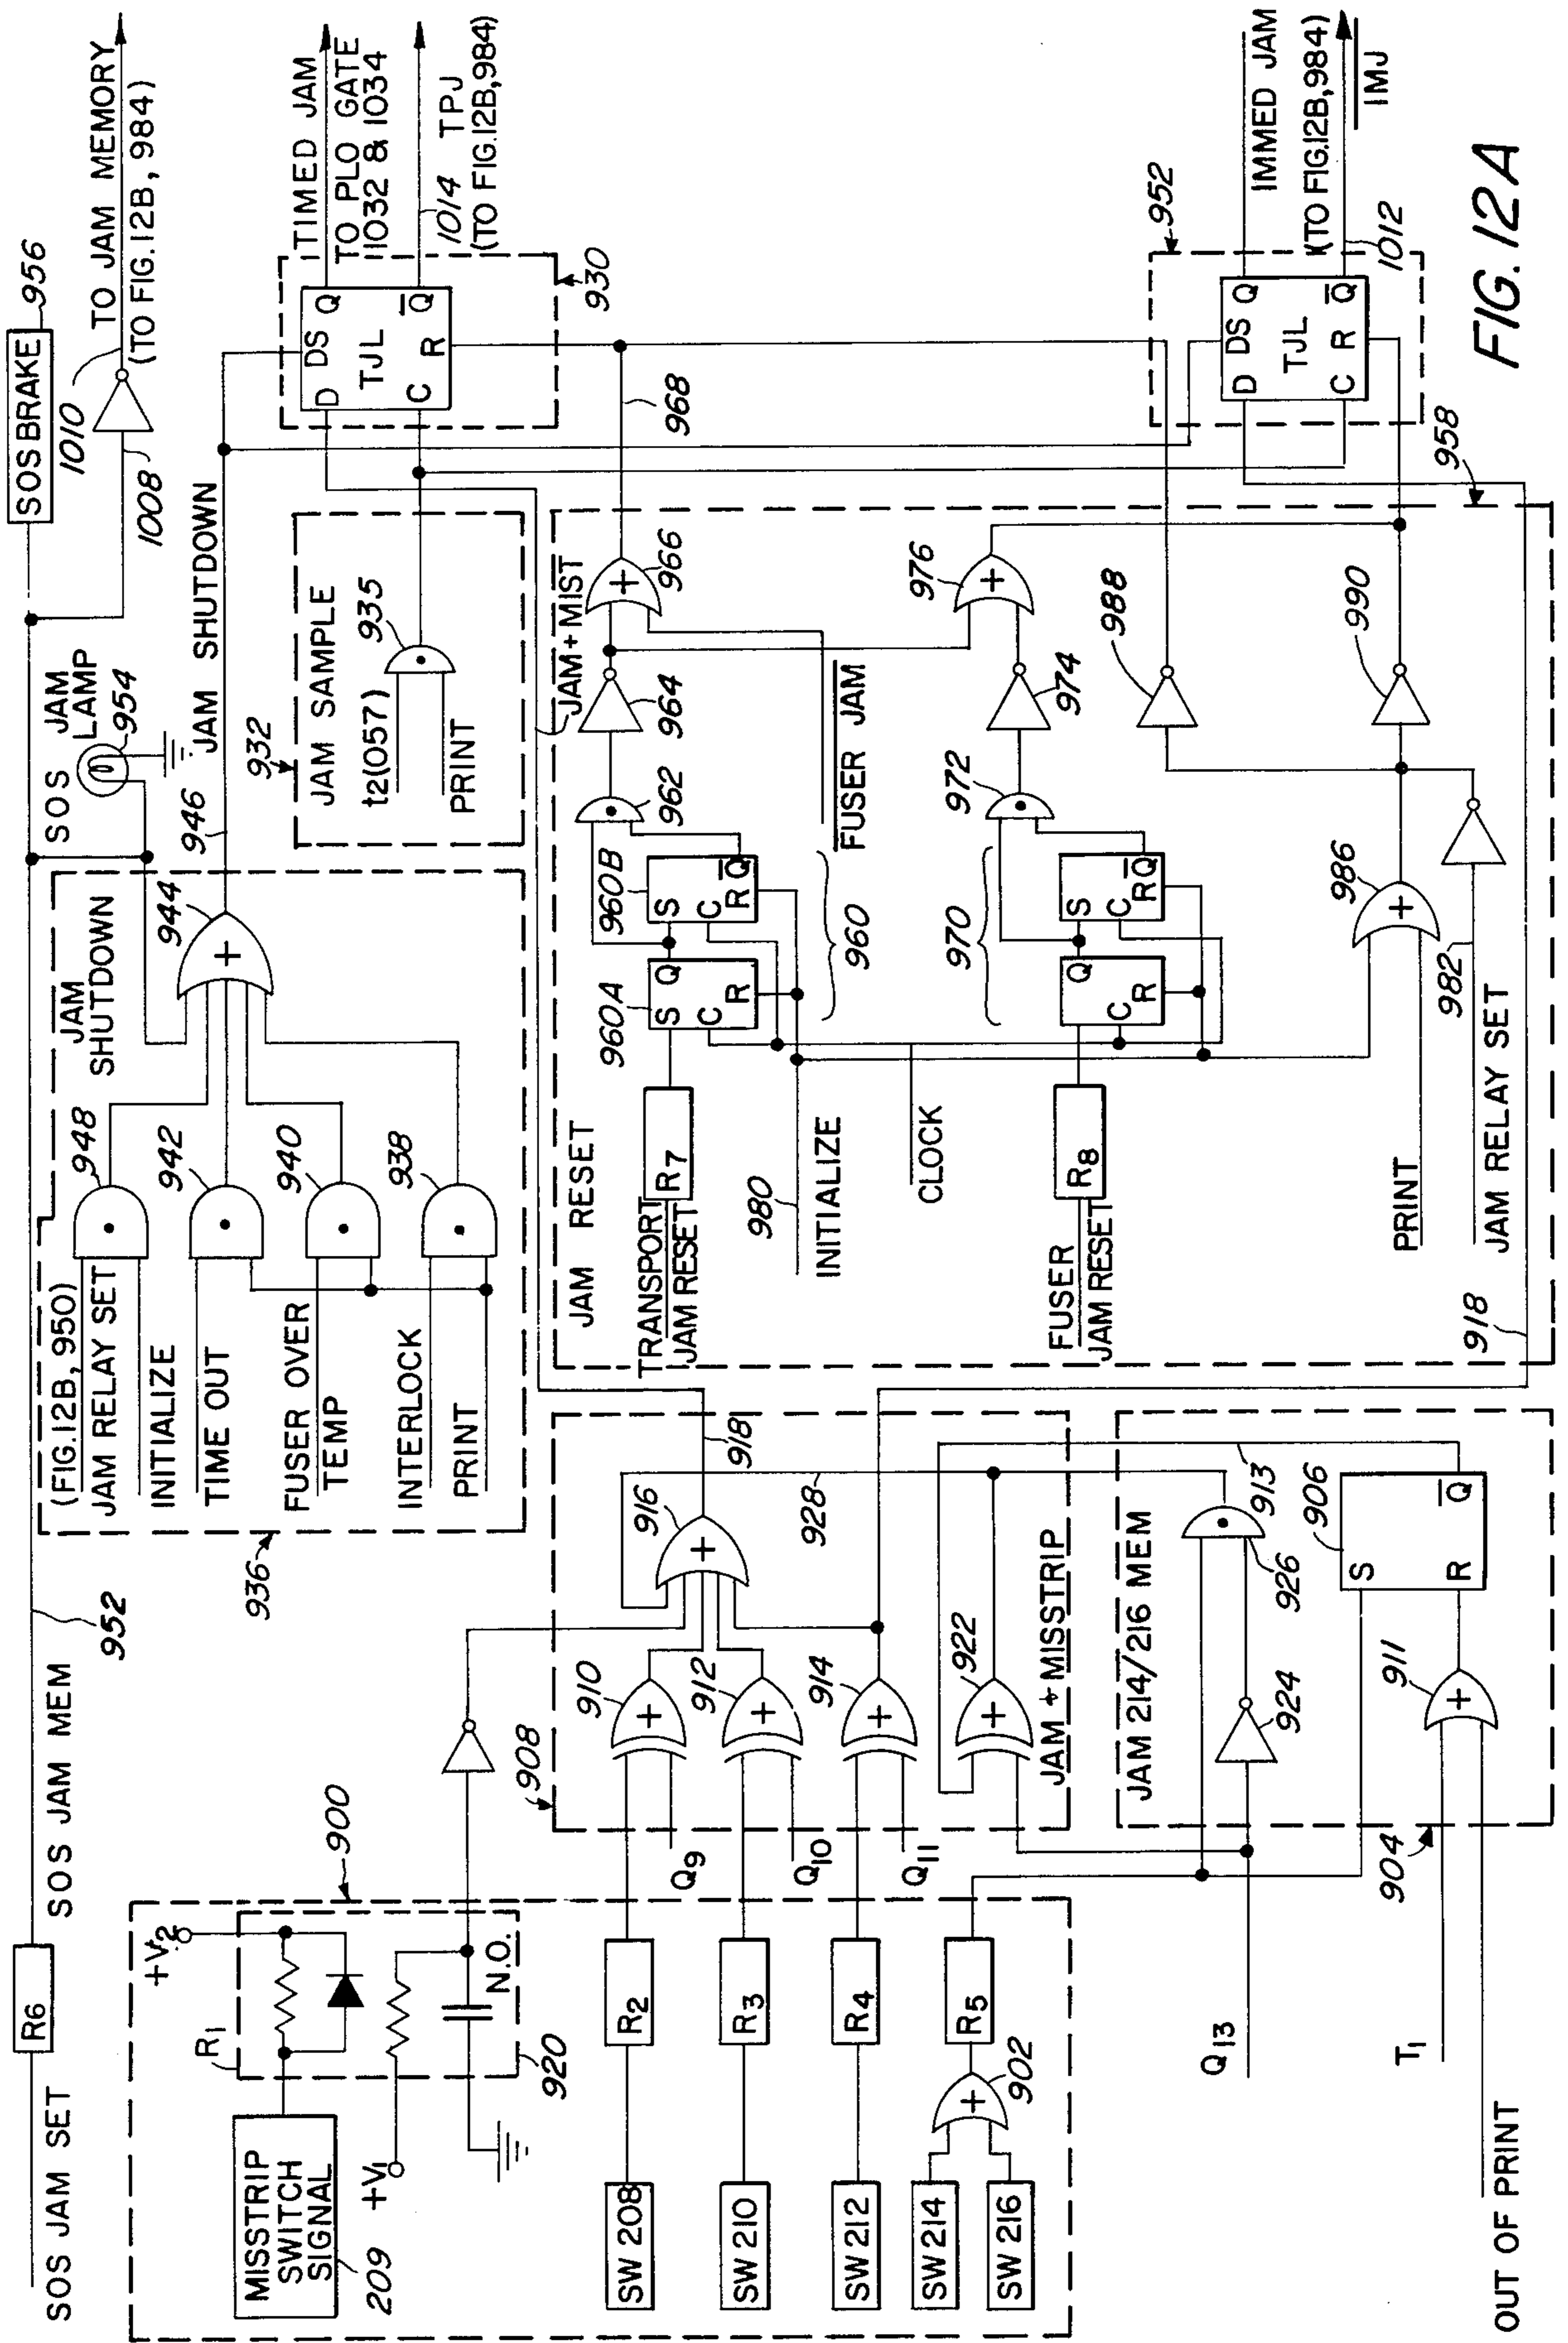 SOS JAM SET
R6
SOS JAM MEM
952
SOS BRAKE
956
1010
TO JAM MEMORY
(TO FIG.12B, 984)
1008
SOS JAM
LAMP
954
JAM
SHUTDOWN
(FIG.12B, 950)
JAM RELAY SET
INITIALIZE
TIME OUT
FUSER OVER
TEMP
INTERLOCK
PRINT
948
942
940
938
944
946
JAM SHUTDOWN
936
932
JAM SAMPLE
t2(057)
PRINT
935
D DS Q
TJL
C R Q
930
TIMED JAM
TO PLO GATE
1032 & 1034
1014 TPJ
(TO FIG.12B,984)
900
MISSTRIP
SWITCH
SIGNAL
209
R1
+V2
+V1
N.O.
920
SW 208
R2
Q9
SW 210
R3
Q10
SW 212
R4
Q11
SW 214
SW 216
902
R5
908
910
912
914
916
918
922
928
JAM + MISSTRIP
JAM 214/216 MEM
904
Q13
T1
OUT OF PRINT
924
926
911
906
S
R Q
913
JAM+MIST
JAM RESET
TRANSPORT
JAM RESET
R7
960A
S Q
C R
960B
S
C R Q
960
962
964
966
968
FUSER JAM
980
INITIALIZE
CLOCK
FUSER
JAM RESET
R8
970
Q
C R
S
C R Q
972
974
976
988
990
986
982
PRINT
JAM RELAY SET
918
958
952
D DS Q
TJL
C R Q
IMMED JAM
(TO FIG.12B,984)
IMJ
1012
FIG. 12A